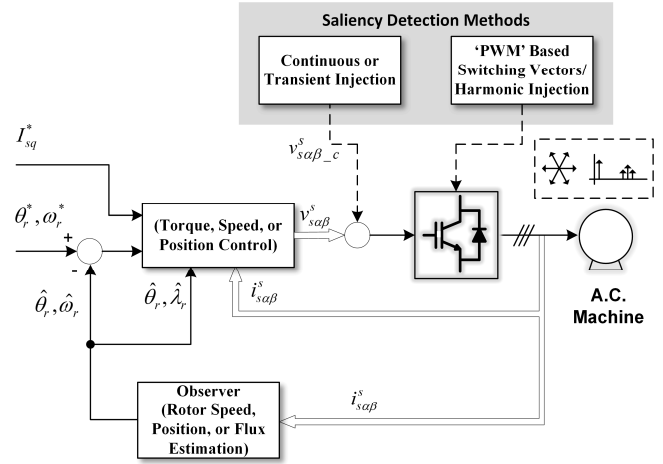 Saliency Detection Methods
Continuous or
Transient Injection
‘PWM’ Based
Switching Vectors/
Harmonic Injection
I*sq
vˢsαβ_c
θ*r, ω*r
+
-
(Torque, Speed, or
Position Control)
vˢsαβ
A.C.
Machine
θ̂r, ω̂r
θ̂r, λ̂r
iˢsαβ
Observer
(Rotor Speed,
Position, or Flux
Estimation)
iˢsαβ